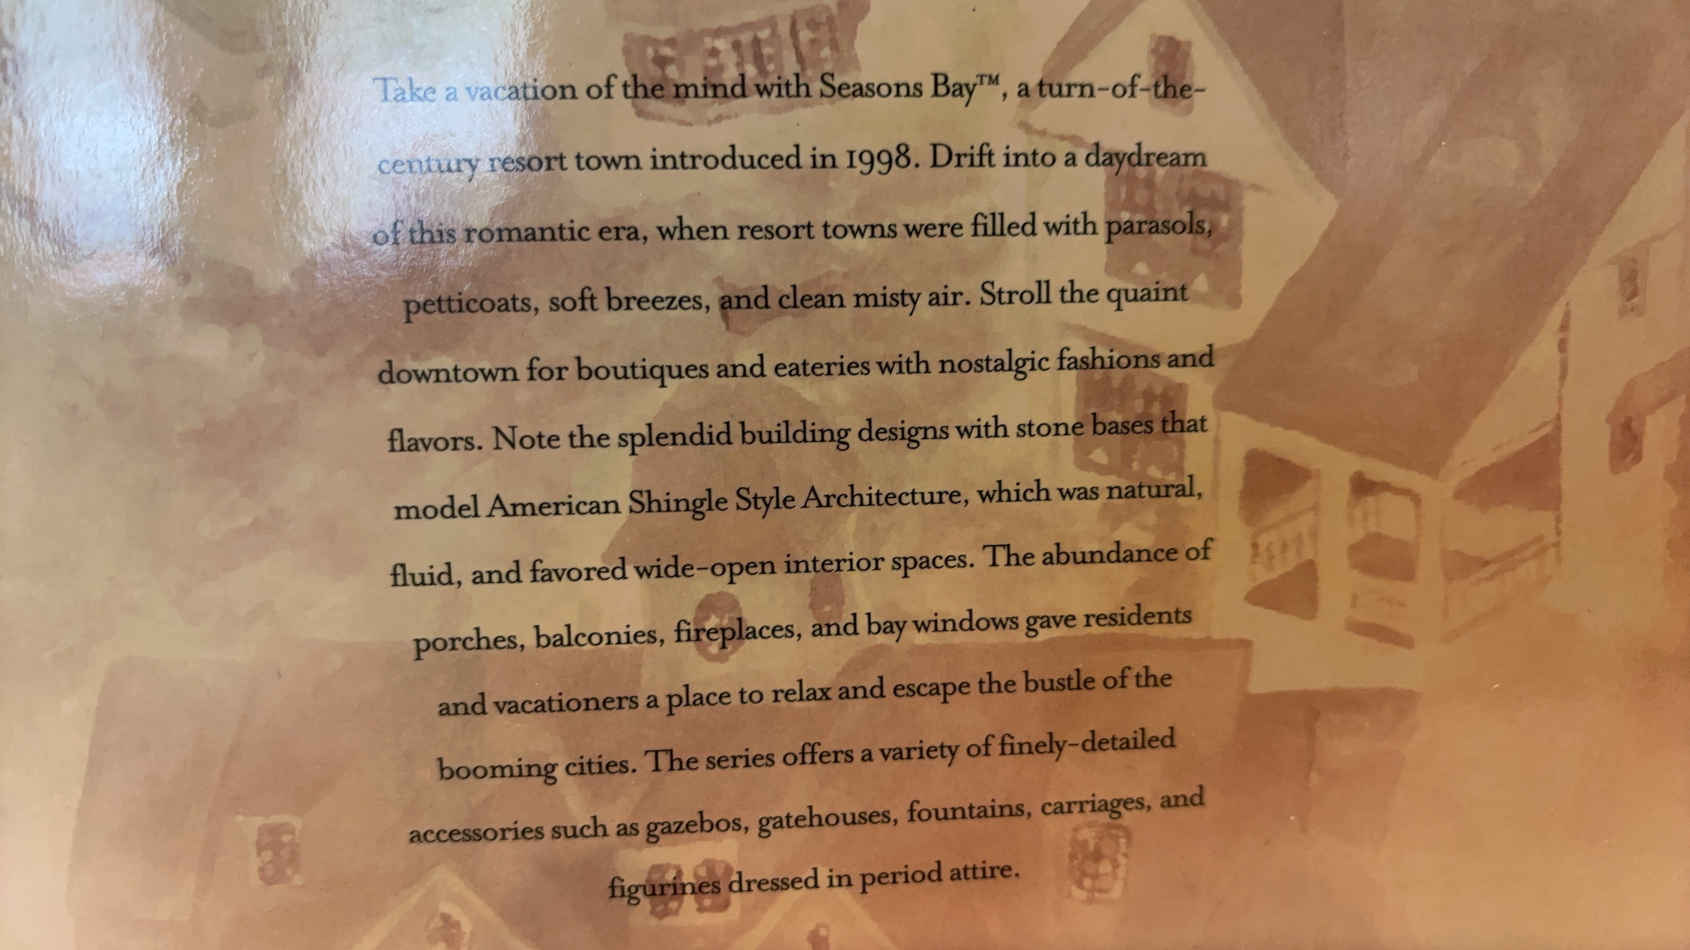 Take a vacation of the mind with Seasons Bay™, a turn-of-the-
century resort town introduced in 1998. Drift into a daydream
of this romantic era, when resort towns were filled with parasols,
petticoats, soft breezes, and clean misty air. Stroll the quaint
downtown for boutiques and eateries with nostalgic fashions and
flavors. Note the splendid building designs with stone bases that
model American Shingle Style Architecture, which was natural,
fluid, and favored wide-open interior spaces. The abundance of
porches, balconies, fireplaces, and bay windows gave residents
and vacationers a place to relax and escape the bustle of the
booming cities. The series offers a variety of finely-detailed
accessories such as gazebos, gatehouses, fountains, carriages, and
figurines dressed in period attire.